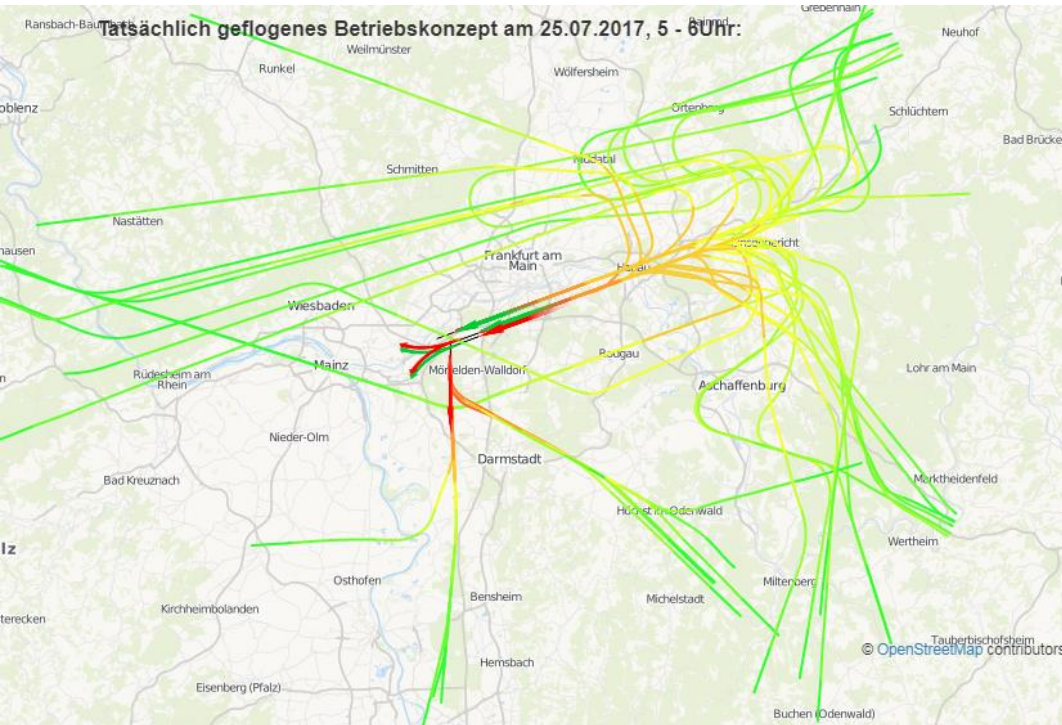 Grebenhain
Ransbach-Baumbach
Bainrod
Tatsächlich geflogenes Betriebskonzept am 25.07.2017, 5 - 6Uhr:
Neuhof
Weilmünster
Runkel
Wölfersheim
oblenz
Ortenberg
Schlüchtern
Bad Brücke
Niddatal
Schmitten
Nastätten
hausen
Frankfurt am
Main
Hanau
Wiesbaden
Mainz
Rüdesheim am
Rhein
Mörfelden-Walldorf
Rodgau
Aschaffenburg
Lohr am Main
Nieder-Olm
Darmstadt
Bad Kreuznach
Marktheidenfeld
Höchst im Odenwald
Wertheim
lz
Osthofen
Bensheim
Miltenberg
Michelstadt
Kirchheimbolanden
terecken
Tauberbischofsheim
© OpenStreetMap contributors
Hemsbach
Eisenberg (Pfalz)
Buchen (Odenwald)